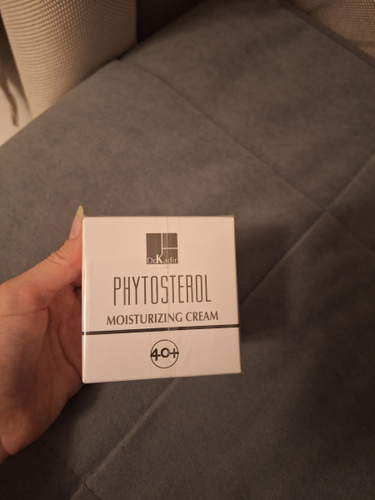 Dr.Kadir
PHYTOSTEROL
MOISTURIZING CREAM
40+